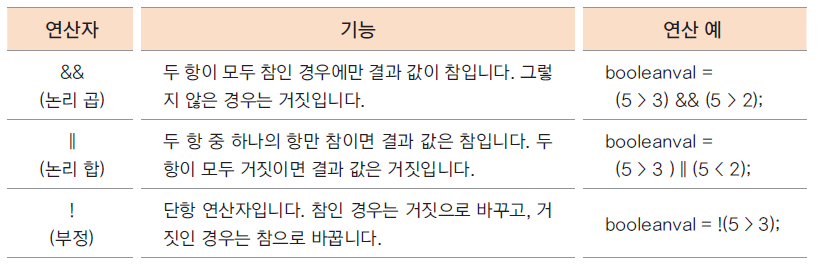 연산자 기능 연산 예
&&
(논리 곱)
두 항이 모두 참인 경우에만 결과 값이 참입니다. 그렇
지 않은 경우는 거짓입니다.
booleanval =
(5 > 3) && (5 > 2);
||
(논리 합)
두 항 중 하나의 항만 참이면 결과 값은 참입니다. 두
항이 모두 거짓이면 결과 값은 거짓입니다.
booleanval =
(5 > 3 ) || (5 < 2);
!
(부정)
단항 연산자입니다. 참인 경우는 거짓으로 바꾸고, 거
짓인 경우는 참으로 바꿉니다.
booleanval = !(5 > 3);